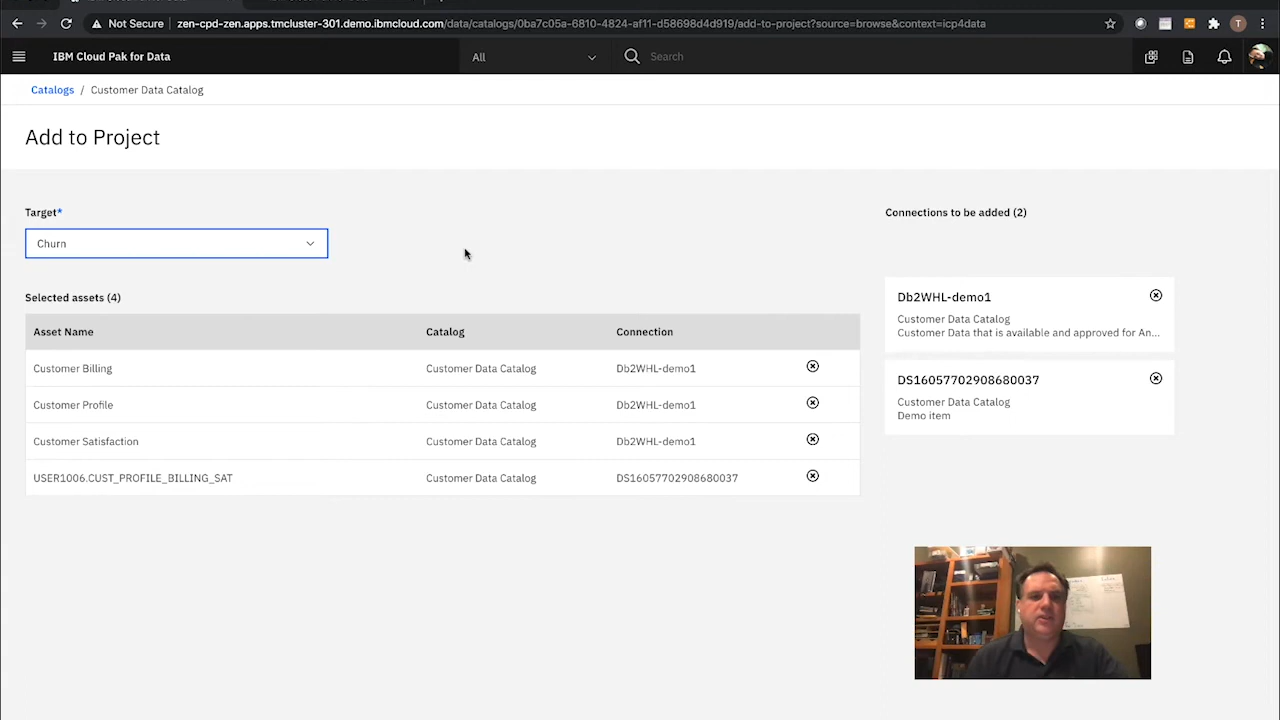 Not Secure zen-cpd-zen.apps.tmcluster-301.demo.ibmcloud.com/data/catalogs/0ba7c05a-6810-4824-af11-d58698d4d919/add-to-project?source=browse&context=icp4data T
IBM Cloud Pak for Data All Search
Catalogs / Customer Data Catalog
Add to Project
Target*
Churn
Selected assets (4)
Asset Name Catalog Connection
Customer Billing Customer Data Catalog Db2WHL-demo1
Customer Profile Customer Data Catalog Db2WHL-demo1
Customer Satisfaction Customer Data Catalog Db2WHL-demo1
USER1006.CUST_PROFILE_BILLING_SAT Customer Data Catalog DS16057702908680037
Connections to be added (2)
Db2WHL-demo1
Customer Data Catalog
Customer Data that is available and approved for An...
DS16057702908680037
Customer Data Catalog
Demo item